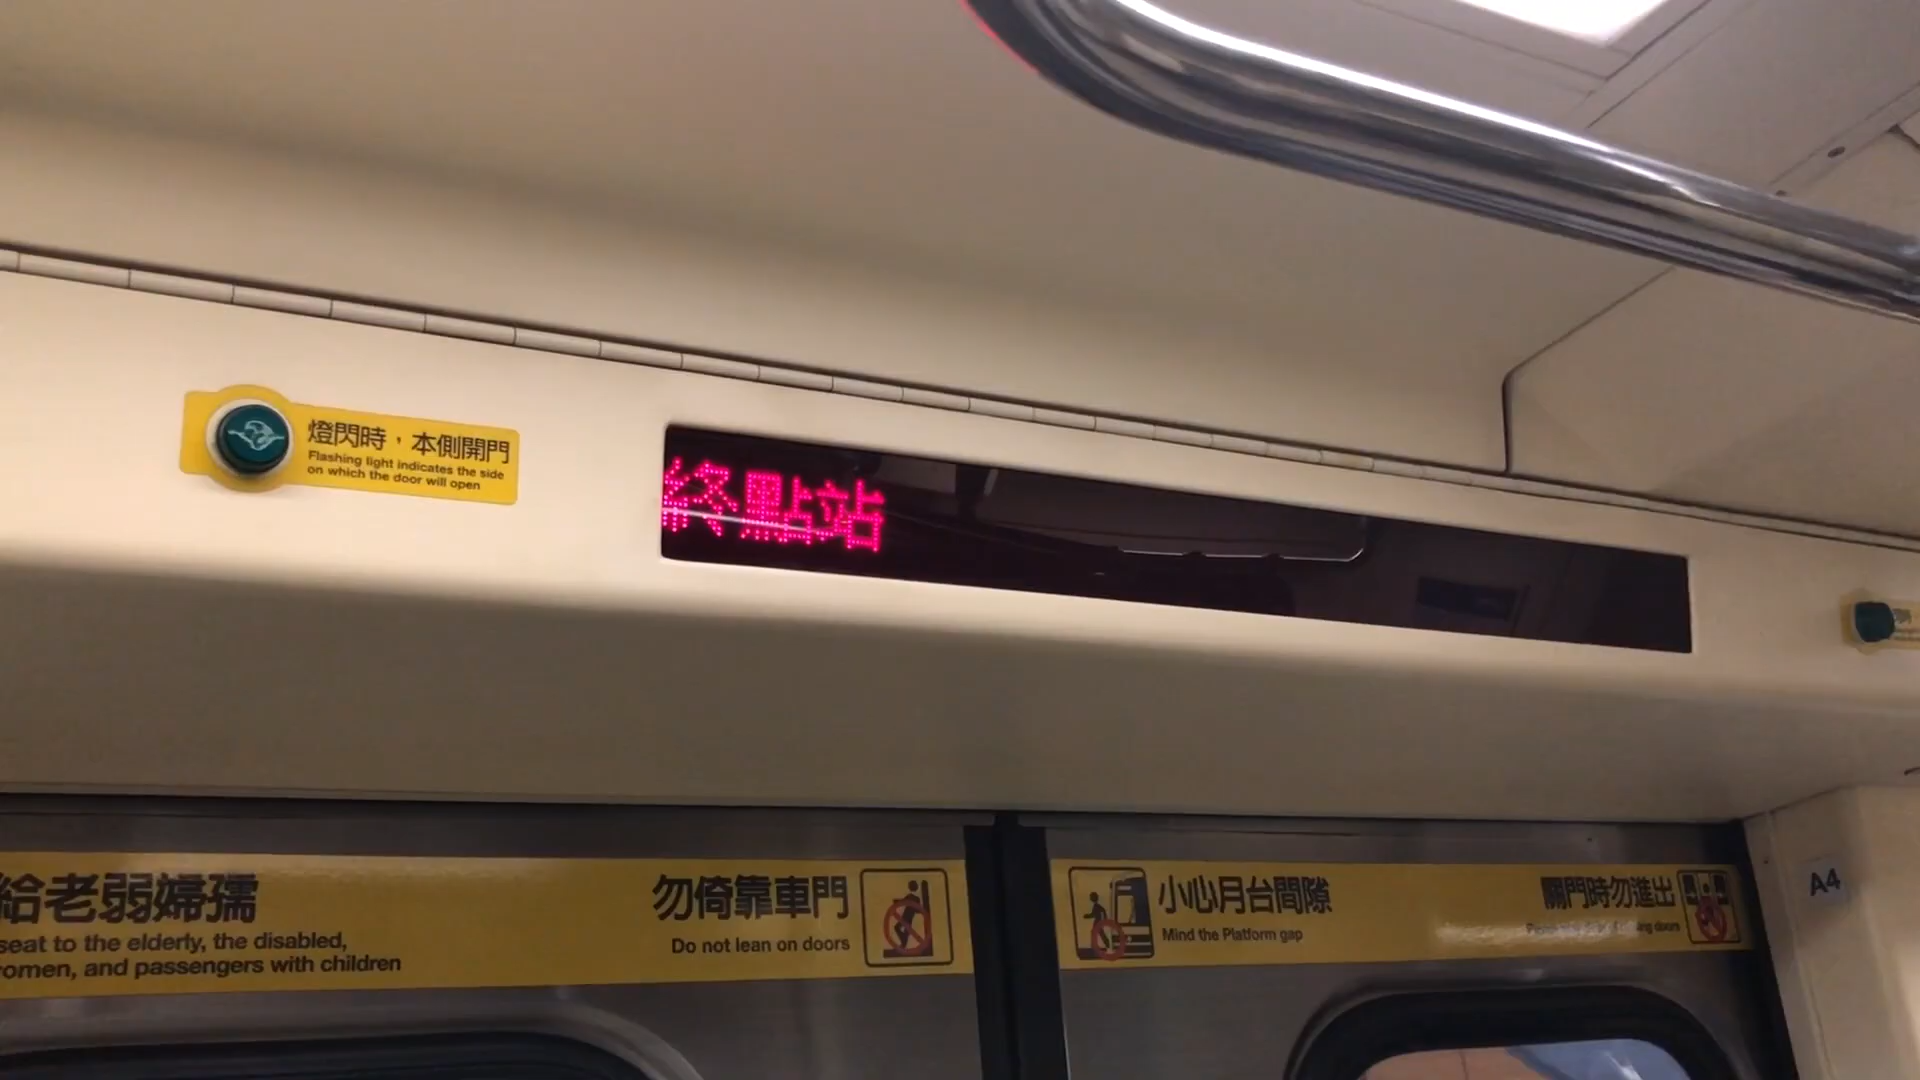 燈閃時，本側開門
Flashing light indicates the side
on which the door will open
終點站
給老弱婦孺
seat to the elderly, the disabled,
and passengers with children
勿倚靠車門
Do not lean on doors
小心月台間隙
Mind the Platform gap
關門時勿進出
doors
A4